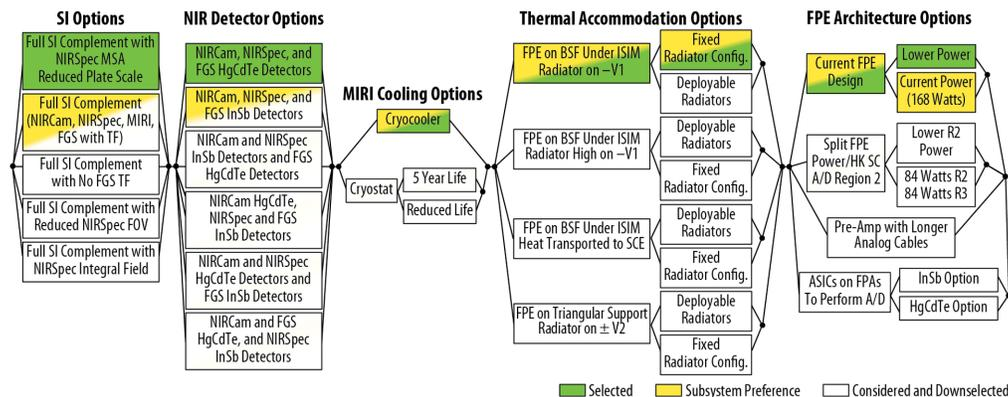 SI Options
Full SI Complement with
NIRSpec MSA
Reduced Plate Scale
Full SI Complement
(NIRCam, NIRSpec, MIRI,
FGS with TF)
Full SI Complement
with No FGS TF
Full SI Complement with
Reduced NIRSpec FOV
Full SI Complement with
NIRSpec Integral Field
NIR Detector Options
NIRCam, NIRSpec, and
FGS HgCdTe Detectors
NIRCam, NIRSpec, and
FGS InSb Detectors
NIRCam and NIRSpec
InSb Detectors and FGS
HgCdTe Detectors
NIRCam HgCdTe,
NIRSpec and FGS
InSb Detectors
NIRCam and NIRSpec
HgCdTe Detectors and
FGS InSb Detectors
NIRCam and FGS
HgCdTe, and NIRSpec
InSb Detectors
MIRI Cooling Options
Cryocooler
Cryostat
5 Year Life
Reduced Life
Thermal Accommodation Options
FPE on BSF Under ISIM
Radiator on –V1
Fixed
Radiator Config.
Deployable
Radiators
FPE on BSF Under ISIM
Radiator High on –V1
Deployable
Radiators
Fixed
Radiator Config.
FPE on BSF Under ISIM
Heat Transported to SCE
Deployable
Radiators
Fixed
Radiator Config.
FPE on Triangular Support
Radiator on ± V2
Deployable
Radiators
Fixed
Radiator Config.
FPE Architecture Options
Current FPE
Design
Lower Power
Current Power
(168 Watts)
Split FPE
Power/HK SC
A/D Region 2
Lower R2
Power
84 Watts R2
84 Watts R3
Pre-Amp with Longer
Analog Cables
ASICs on FPAs
To Perform A/D
InSb Option
HgCdTe Option
Selected
Subsystem Preference
Considered and Downselected